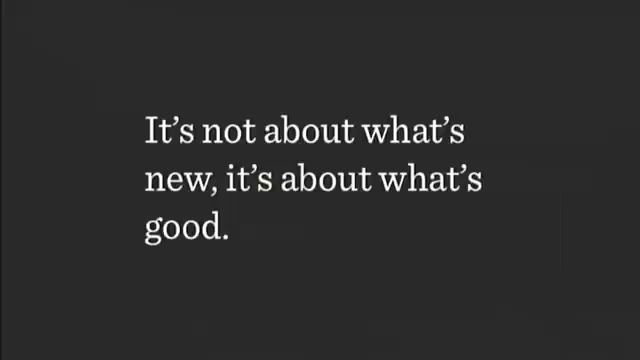 It’s not about what’s
new, it’s about what’s
good.